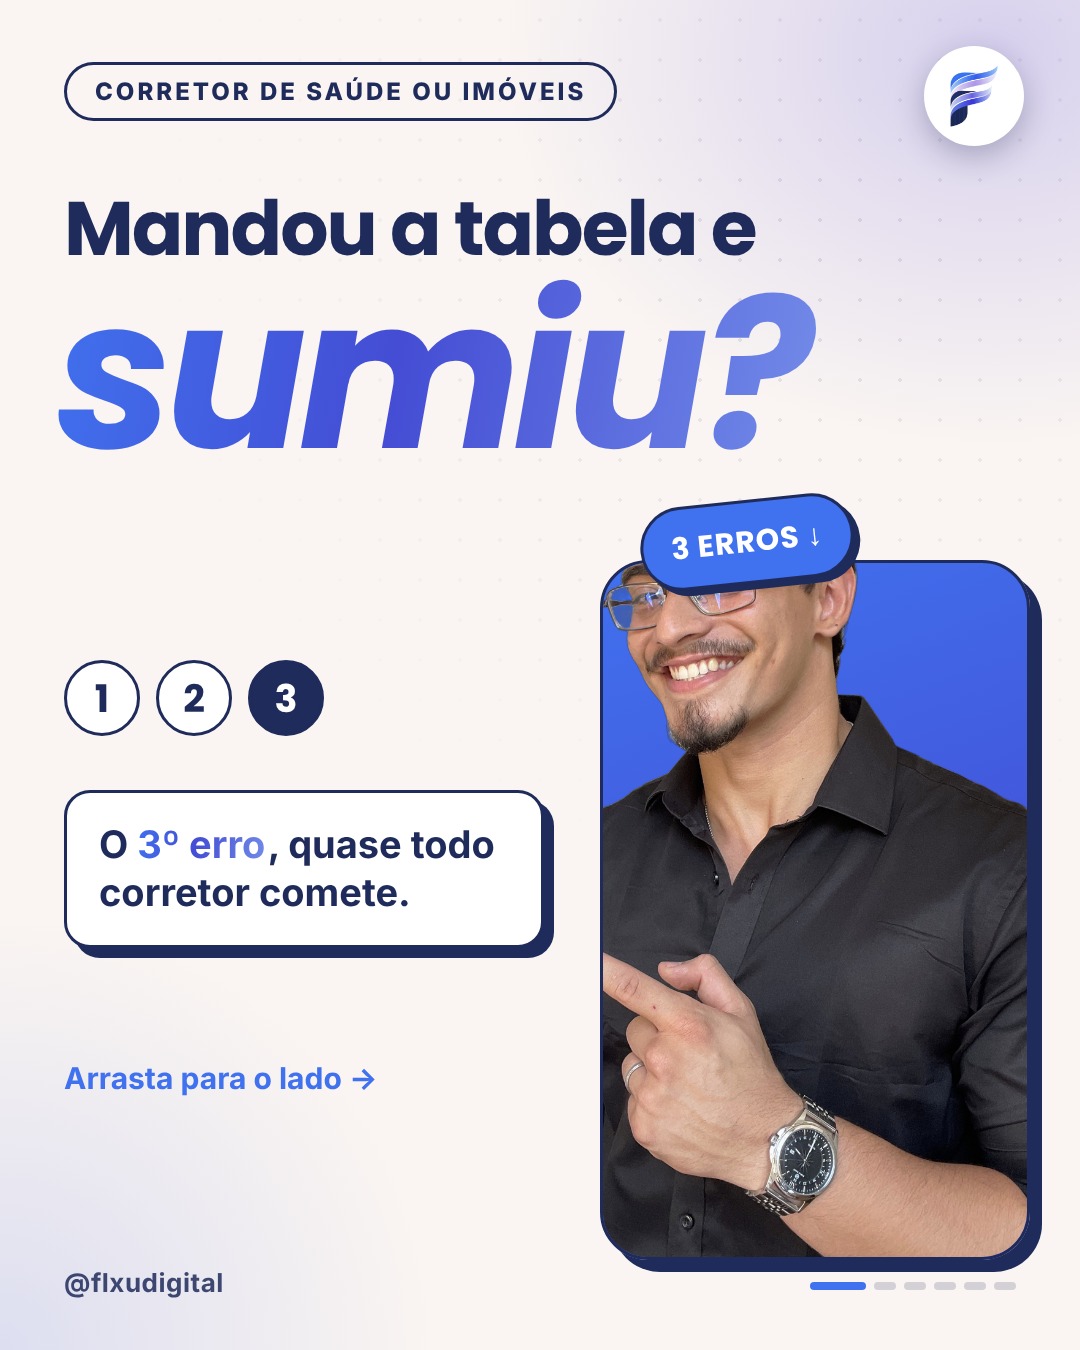 CORRETOR DE SAÚDE OU IMÓVEIS
Mandou a tabela e
sumiu?
3 ERROS ↓
1 2 3
O 3º erro, quase todo
corretor comete.
Arrasta para o lado →
@flxudigital